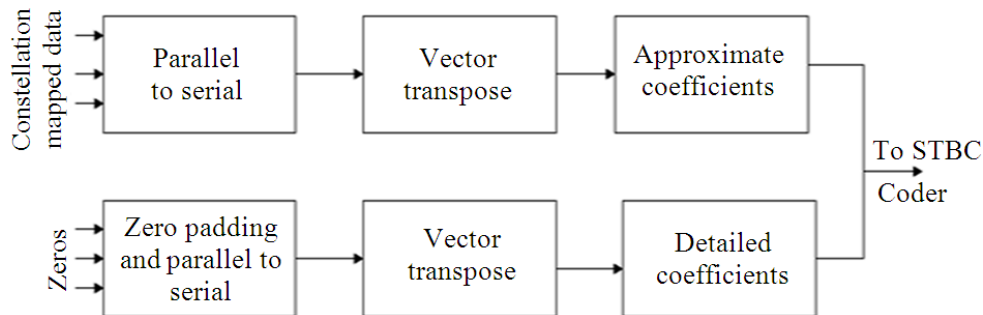 Constellation
mapped data
Parallel
to serial
Vector
transpose
Approximate
coefficients
To STBC
Coder
Zeros
Zero padding
and parallel to
serial
Vector
transpose
Detailed
coefficients